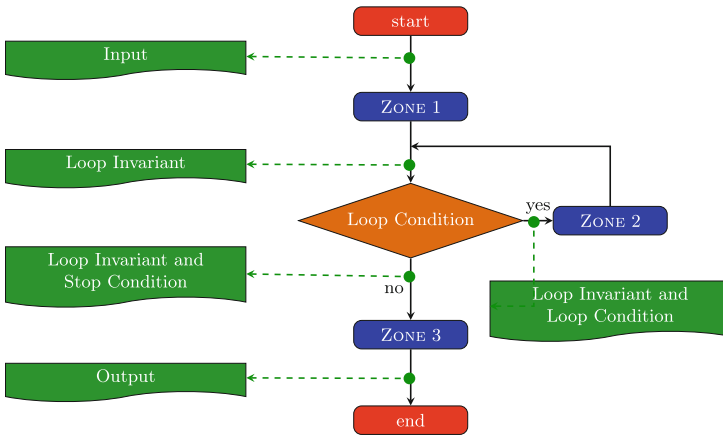 start
Input
ZONE 1
Loop Invariant
Loop Condition
yes
ZONE 2
Loop Invariant and
Stop Condition
no
Loop Invariant and
Loop Condition
ZONE 3
Output
end